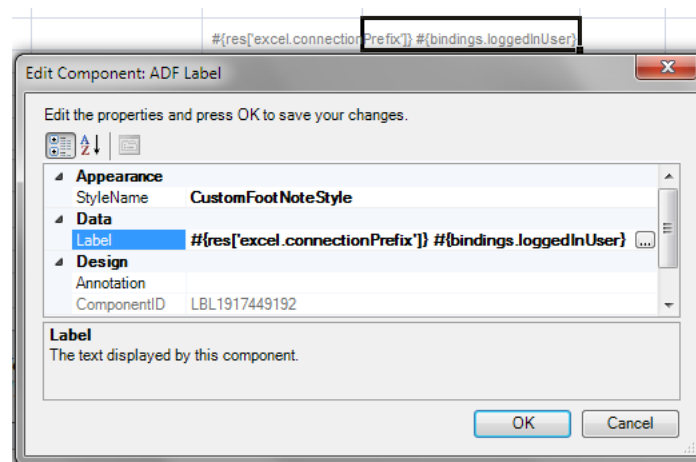 #{res['excel.connectionPrefix']} #{bindings.loggedInUser}
Edit Component: ADF Label
Edit the properties and press OK to save your changes.
Appearance
StyleName CustomFootNoteStyle
Data
Label #{res['excel.connectionPrefix']} #{bindings.loggedInUser} ...
Design
Annotation
ComponentID LBL1917449192
Label
The text displayed by this component.
OK Cancel